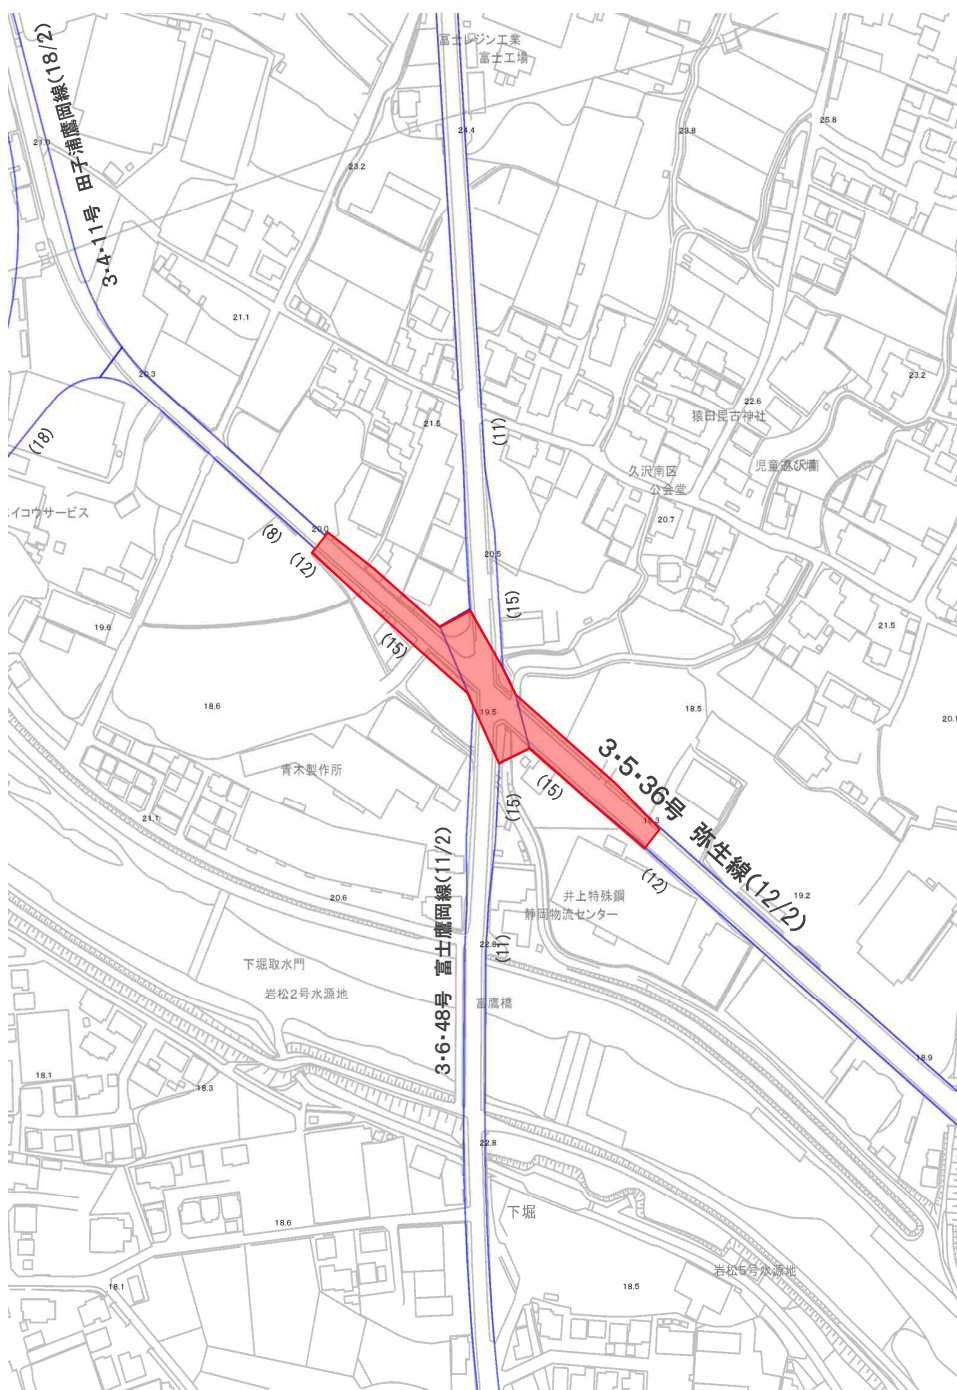 富士レジン工業
富士工場
3・4・11号 田子浦鷹岡線(18/2)
24.4
23.8
25.8
21.0
23.2
21.1
20.3
23.2
22.6
21.5
猿田毘古神社
(11)
(18)
久沢南区
公会堂
児童遊び場
イコウサービス
20.7
20.0
(8)
(12)
20.5
(15)
19.6
(15)
21.5
18.6
19.5
18.5
20.1
青木製作所
3・5・36号 弥生線(12/2)
(15)
(15)
21.1
19.3
(12)
3・6・48号 富士鷹岡線(11/2)
19.2
20.6
井上特殊鋼
静岡物流センター
22.8
(11)
下堀取水門
岩松2号水源地
富鷹橋
18.9
18.1
18.3
22.8
18.6
下堀
岩松5号水源地
18.1
18.5